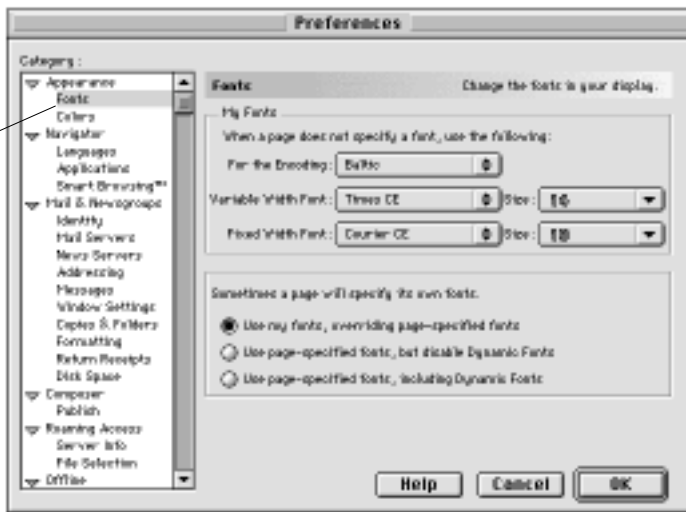 Preferences
Category:
Appearance
Fonts
Colors
Navigator
Languages
Applications
Smart Browsing™
Mail & Newsgroups
Identity
Mail Servers
News Servers
Addressing
Messages
Window Settings
Copies & Folders
Formatting
Return Receipts
Disk Space
Composer
Publish
Roaming Access
Server Info
File Selection
Offline
Fonts Change the fonts in your display.
My Fonts
When a page does not specify a font, use the following:
For the Encoding: Baltic
Variable Width Font: Times CE Size: 16
Fixed Width Font: Courier CE Size:
Sometimes a page will specify its own fonts.
Use my fonts, overriding page-specified fonts
Use page-specified fonts, but disable Dynamic Fonts
Use page-specified fonts, including Dynamic Fonts
Help Cancel OK